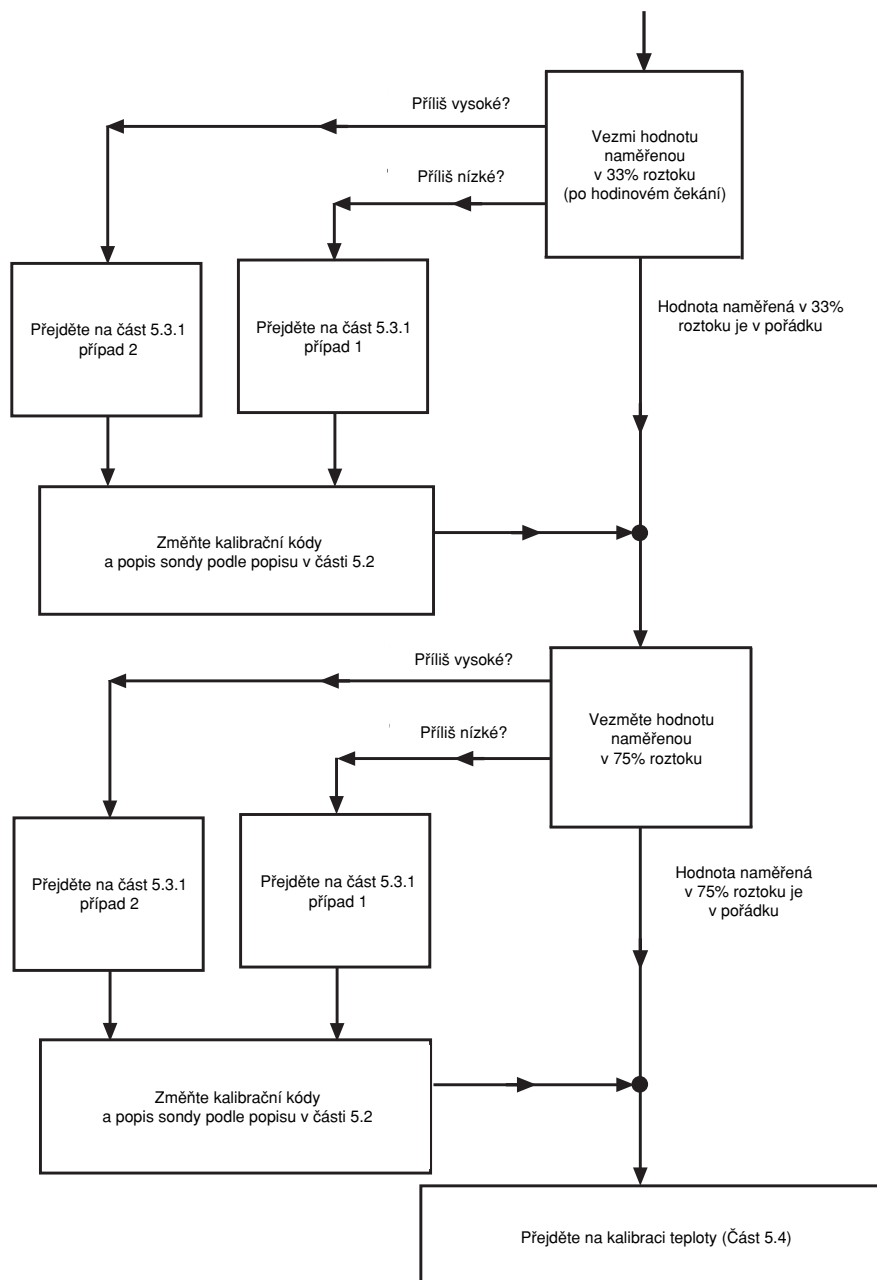 Příliš vysoké?
Vezmi hodnotu
naměřenou
v 33% roztoku
(po hodinovém čekání)
Příliš nízké?
Přejděte na část 5.3.1
případ 2
Přejděte na část 5.3.1
případ 1
Hodnota naměřená v 33%
roztoku je v pořádku
Změňte kalibrační kódy
a popis sondy podle popisu v části 5.2
Příliš vysoké?
Vezměte hodnotu
naměřenou
v 75% roztoku
Příliš nízké?
Přejděte na část 5.3.1
případ 2
Přejděte na část 5.3.1
případ 1
Hodnota naměřená
v 75% roztoku je
v pořádku
Změňte kalibrační kódy
a popis sondy podle popisu v části 5.2
Přejděte na kalibraci teploty (Část 5.4)